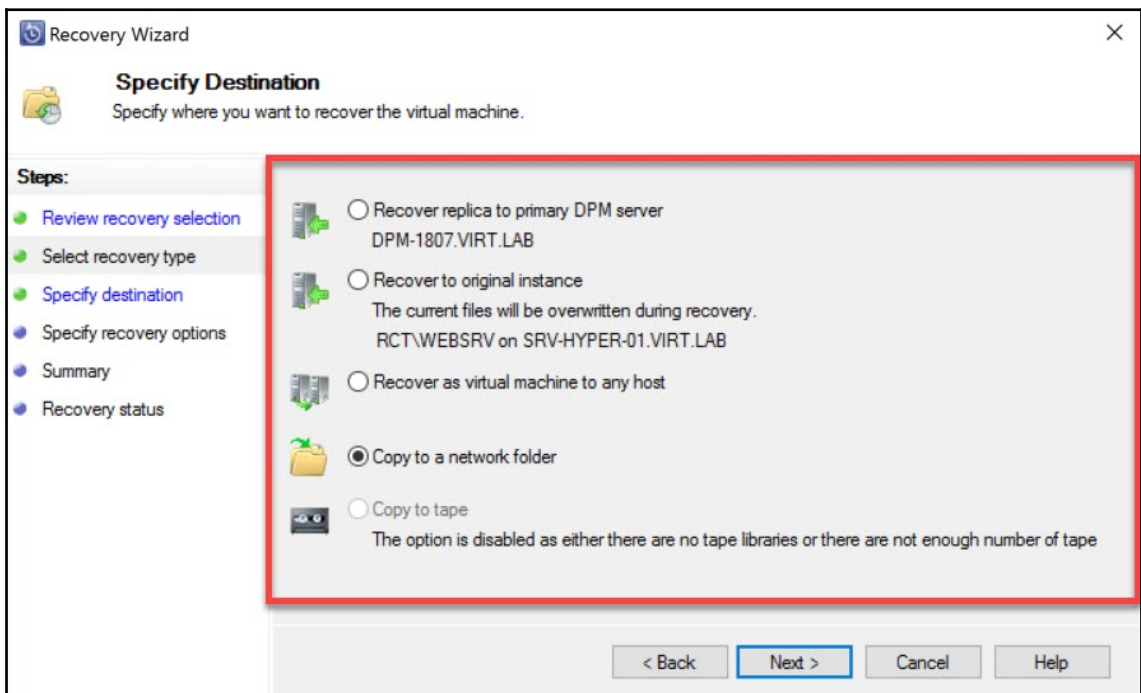 Recovery Wizard
Specify Destination
Specify where you want to recover the virtual machine.
Steps:
Review recovery selection
Select recovery type
Specify destination
Specify recovery options
Summary
Recovery status
Recover replica to primary DPM server
DPM-1807.VIRT.LAB
Recover to original instance
The current files will be overwritten during recovery.
RCT\WEBSRV on SRV-HYPER-01.VIRT.LAB
Recover as virtual machine to any host
Copy to a network folder
Copy to tape
The option is disabled as either there are no tape libraries or there are not enough number of tape
< Back Next > Cancel Help